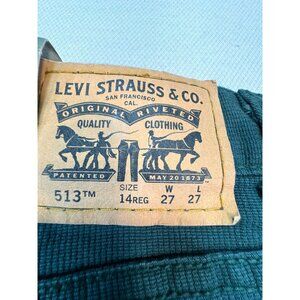 LEVI STRAUSS & CO.
SAN FRANCISCO
CAL.
ORIGINAL RIVETED
QUALITY CLOTHING
PATENTED MAY 20 1873
SIZE W L
513™ 14REG 27 27